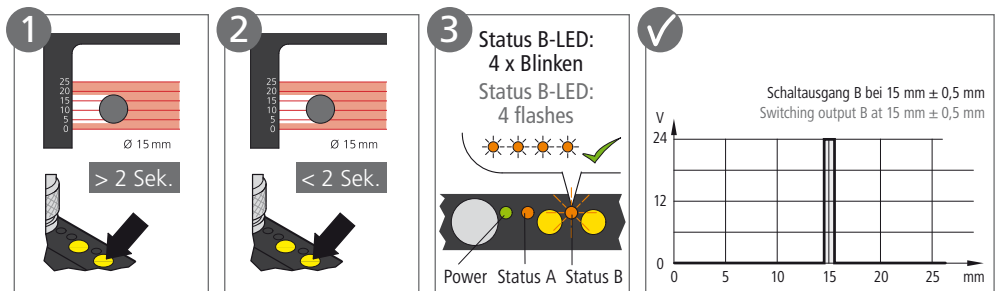 1
25
20
15
10
5
0
Ø 15 mm
> 2 Sek.
2
25
20
15
10
5
0
Ø 15 mm
< 2 Sek.
3
Status B-LED:
4 x Blinken
Status B-LED:
4 flashes
Power Status A Status B
Schaltausgang B bei 15 mm ± 0,5 mm
Switching output B at 15 mm ± 0,5 mm
V
24
12
0
0 5 10 15 20 25 mm